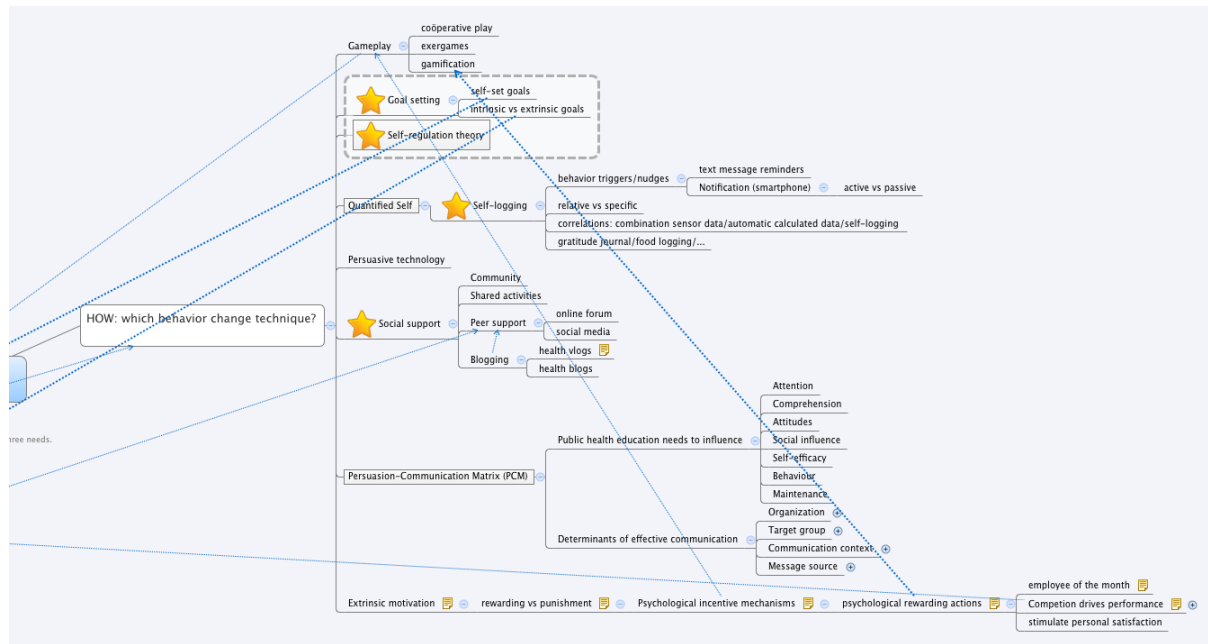 coöperative play
Gameplay
exergames
gamification
self-set goals
Goal setting
intrinsic vs extrinsic goals
Self-regulation theory
text message reminders
behavior triggers/nudges
Notification (smartphone)
active vs passive
Quantified Self
Self-logging
relative vs specific
correlations: combination sensor data/automatic calculated data/self-logging
gratitude journal/food logging/...
Persuasive technology
Community
Shared activities
HOW: which behavior change technique?
Social support
Peer support
online forum
social media
Blogging
health vlogs
health blogs
Attention
Comprehension
Attitudes
hree needs.
Public health education needs to influence
Social influence
Self-efficacy
Persuasion-Communication Matrix (PCM)
Behaviour
Maintenance
Organization
Target group
Determinants of effective communication
Communication context
Message source
employee of the month
Extrinsic motivation
rewarding vs punishment
Psychological incentive mechanisms
psychological rewarding actions
Competion drives performance
stimulate personal satisfaction